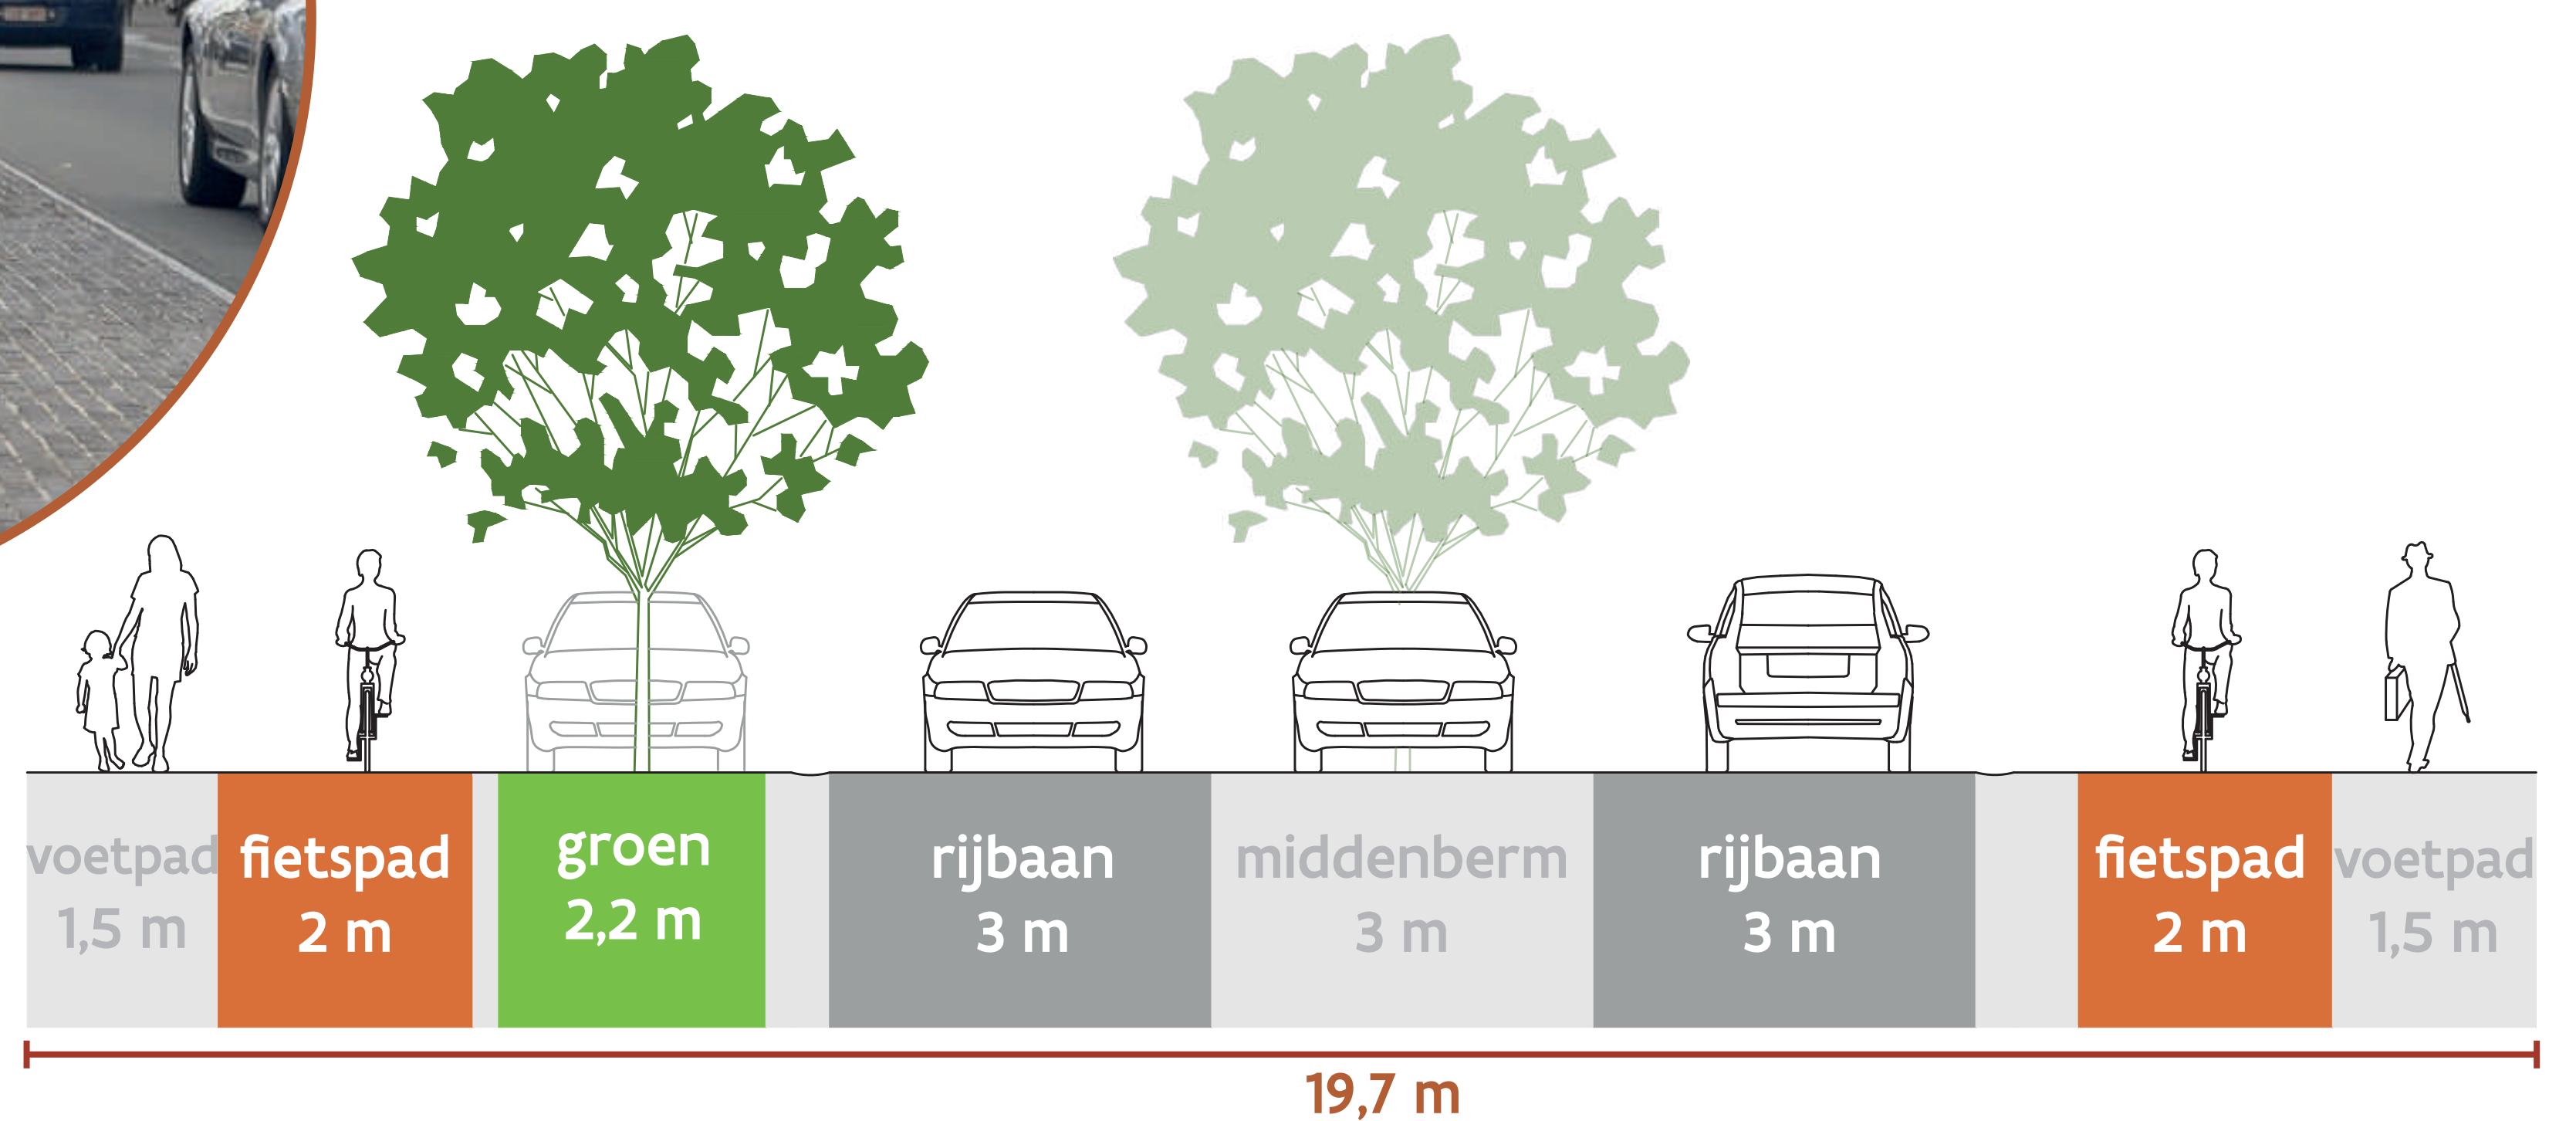 voetpad
1,5 m
fietspad
2 m
groen
2,2 m
rijbaan
3 m
middenberm
3 m
rijbaan
3 m
fietspad
2 m
voetpad
1,5 m
19,7 m